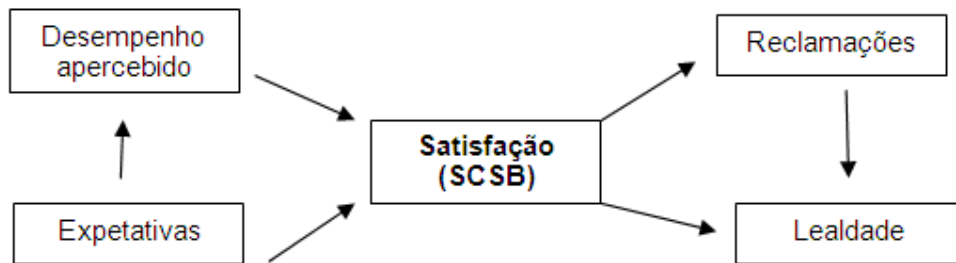 Desempenho
apercebido
Reclamações
Satisfação
(SCSB)
Expetativas
Lealdade